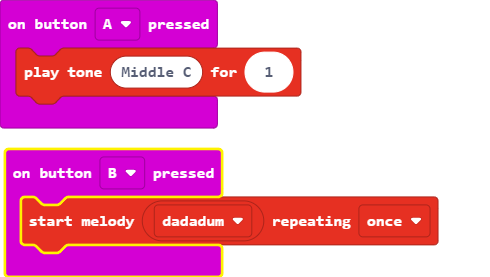 on button A pressed
play tone Middle C for 1
on button B pressed
start melody dadadum repeating once